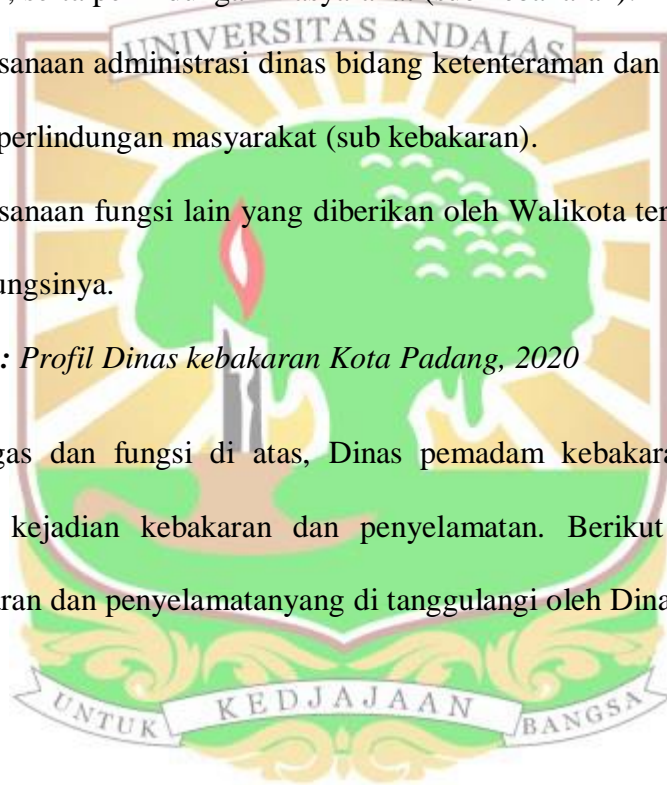 UNIVERSITAS ANDALAS
sanaan administrasi dinas bidang ketenteraman dan
perlindungan masyarakat (sub kebakaran).
sanaan fungsi lain yang diberikan oleh Walikota ter
ungsinya.
: Profil Dinas kebakaran Kota Padang, 2020
gas dan fungsi di atas, Dinas pemadam kebakara
kejadian kebakaran dan penyelamatan. Berikut
aran dan penyelamatanyang di tanggulangi oleh Dina
UNTUK KEDJAJAAN BANGSA